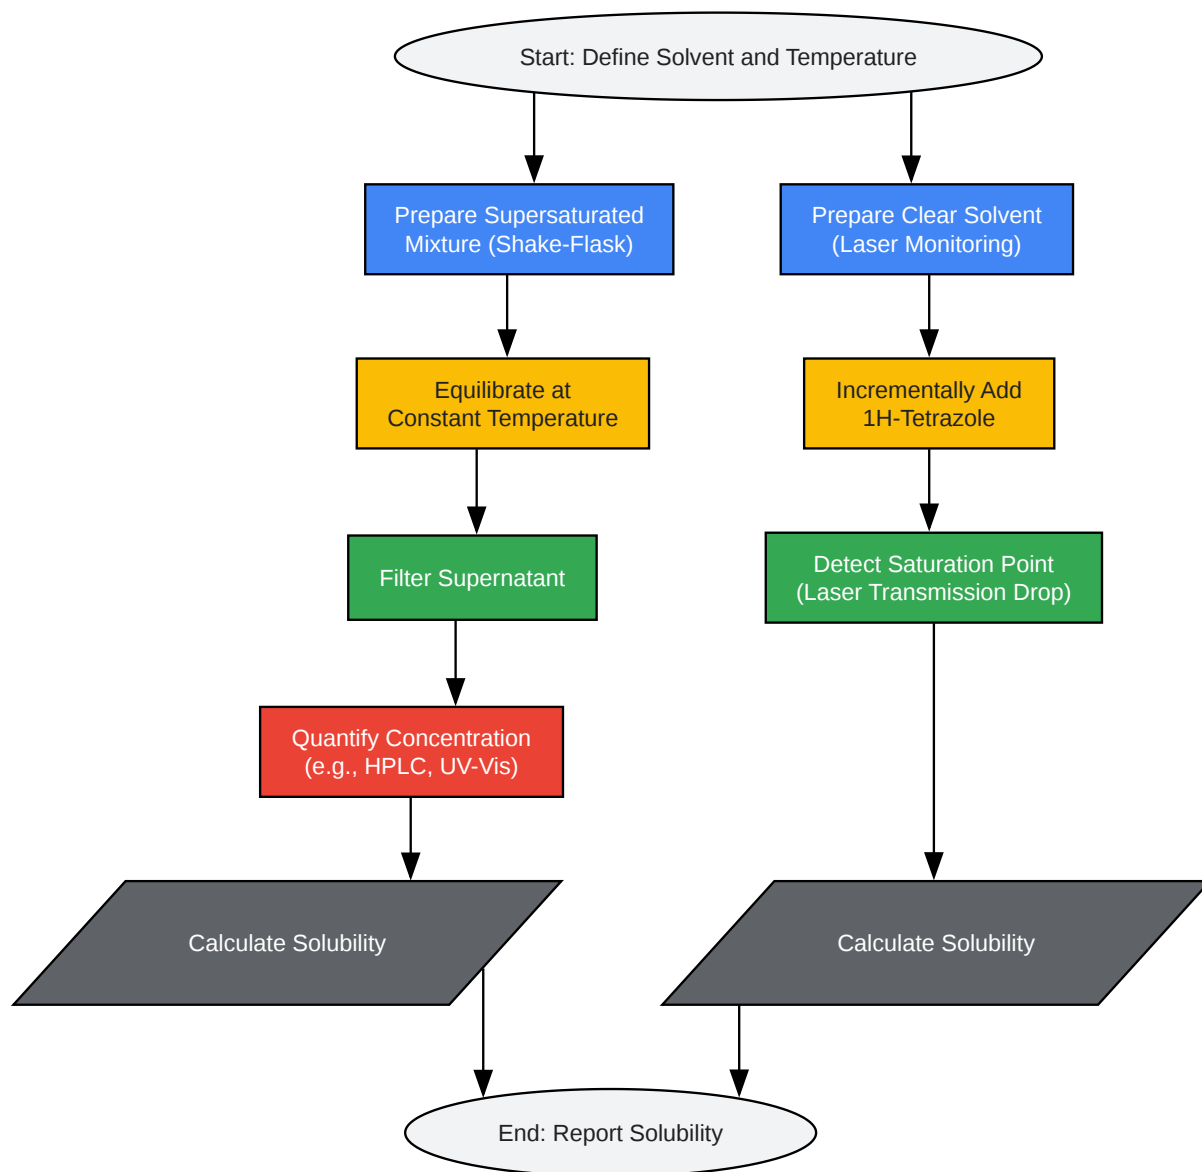 Start: Define Solvent and Temperature
Prepare Supersaturated
Mixture (Shake-Flask)
Prepare Clear Solvent
(Laser Monitoring)
Equilibrate at
Constant Temperature
Incrementally Add
1H-Tetrazole
Filter Supernatant
Detect Saturation Point
(Laser Transmission Drop)
Quantify Concentration
(e.g., HPLC, UV-Vis)
Calculate Solubility
Calculate Solubility
End: Report Solubility